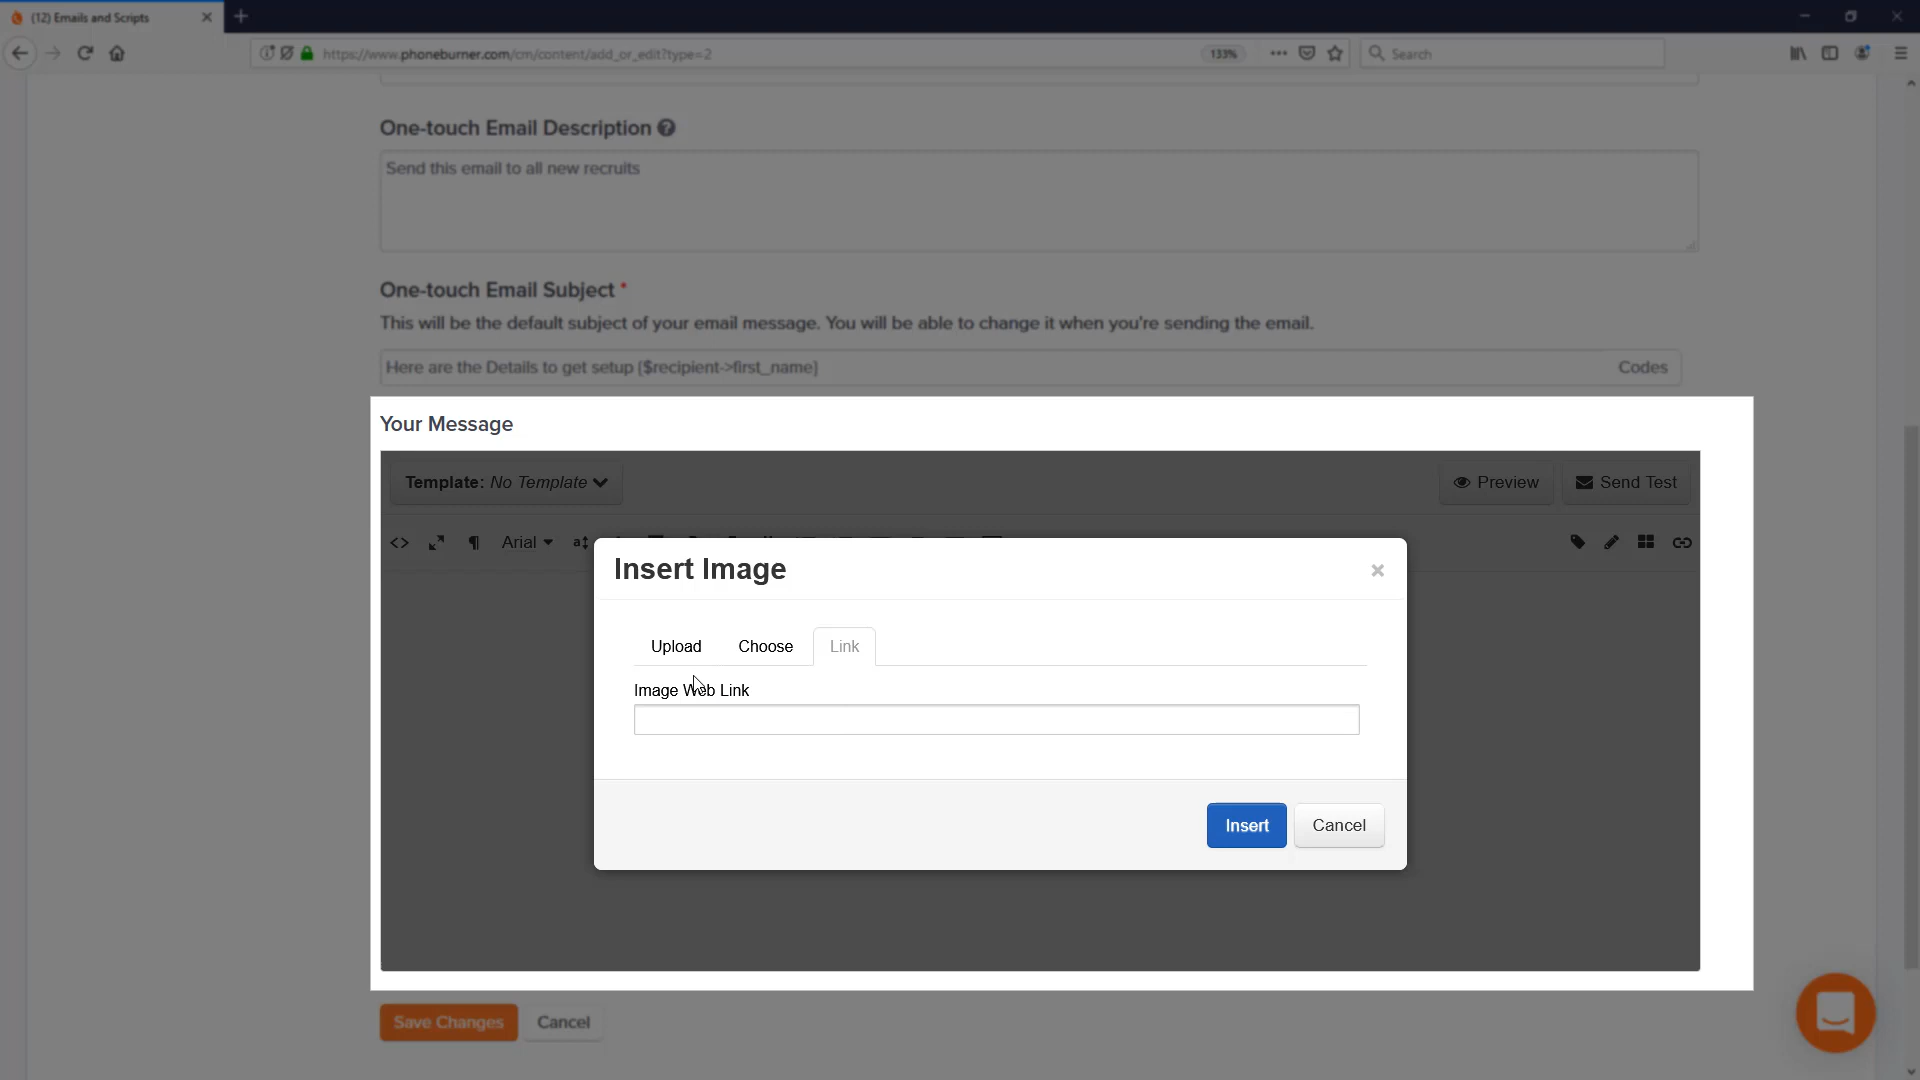 (12) Emails and Scripts
https://www.phoneburner.com/cm/content/add_or_edit?type=2
133%
Search
One-touch Email Description
Send this email to all new recruits
One-touch Email Subject *
This will be the default subject of your email message. You will be able to change it when you're sending the email.
Here are the Details to get setup {$recipient->first_name}
Codes
Your Message
Template: No Template
Preview
Send Test
Arial
Insert Image
Upload
Choose
Link
Image Web Link
Insert
Cancel
Save Changes
Cancel